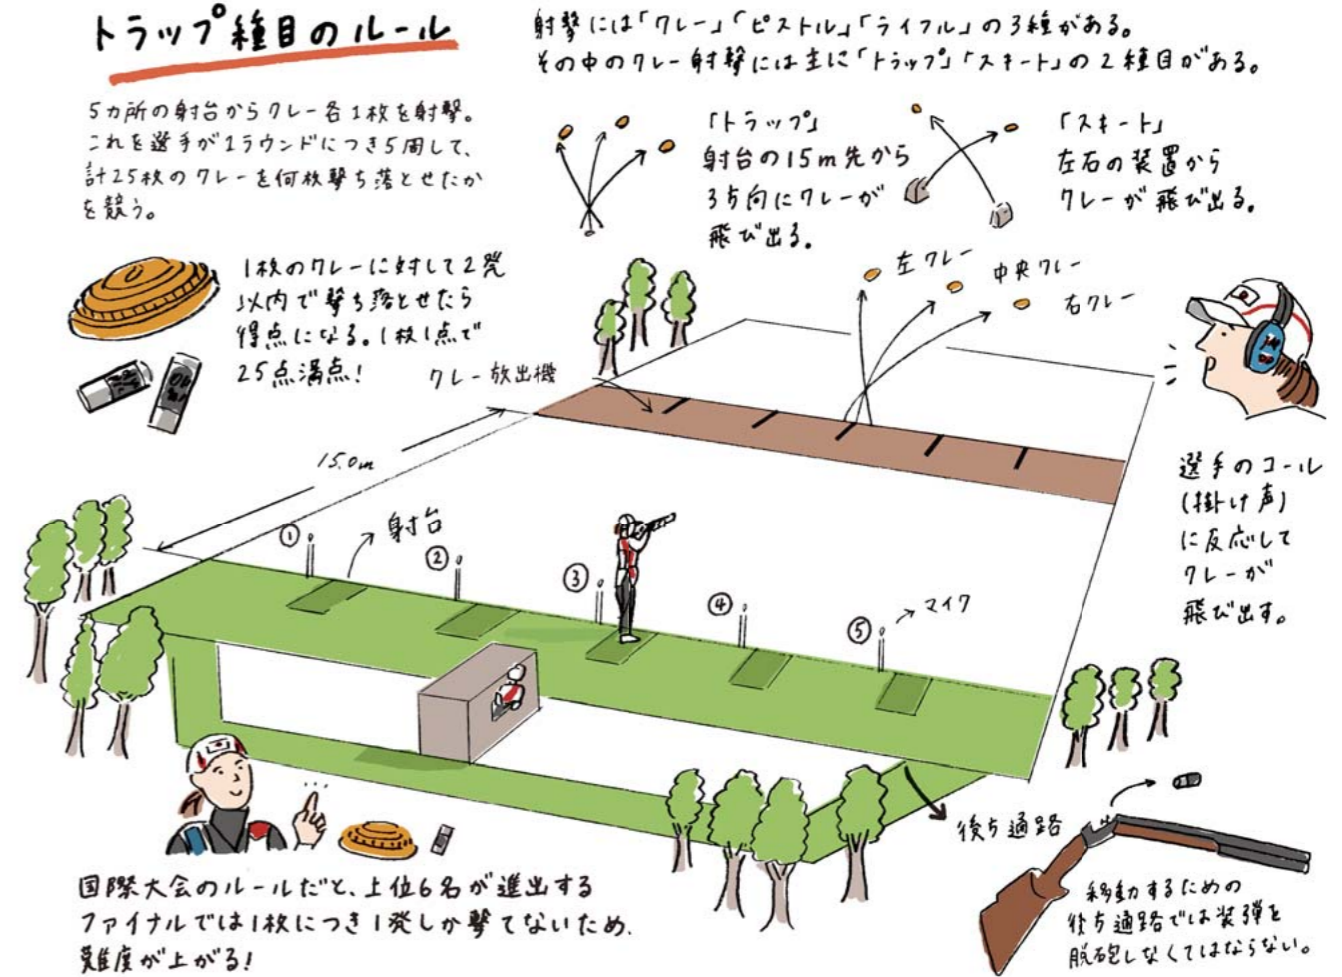 トラップ種目のルール
射撃には「クレー」「ピストル」「ライフル」の3種がある。
その中のクレー射撃には主に「トラップ」「スキート」の2種目がある。
5カ所の射台からクレー各1枚を射撃。
これを選手が1ラウンドにつき5周して、
計25枚のクレーを何枚撃ち落とせたか
を競う。
「トラップ」
射台の15m先から
3方向にクレーが
飛び出る。
「スキート」
左右の装置から
クレーが飛び出る。
1枚のクレーに対して2発
以内で撃ち落とせたら
得点になる。1枚1点で
25点満点!
左クレー
中央クレー
右クレー
クレー放出機
15.0m
選手のコール
(掛け声)
に反応して
クレーが
飛び出す。
①
射台
②
③
④
⑤
マイク
後ろ通路
移動するための
後ろ通路では装弾を
脱砲しなくてはならない。
国際大会のルールだと、上位6名が進出する
ファイナルでは1枚につき1発しか撃てないため、
難度が上がる!